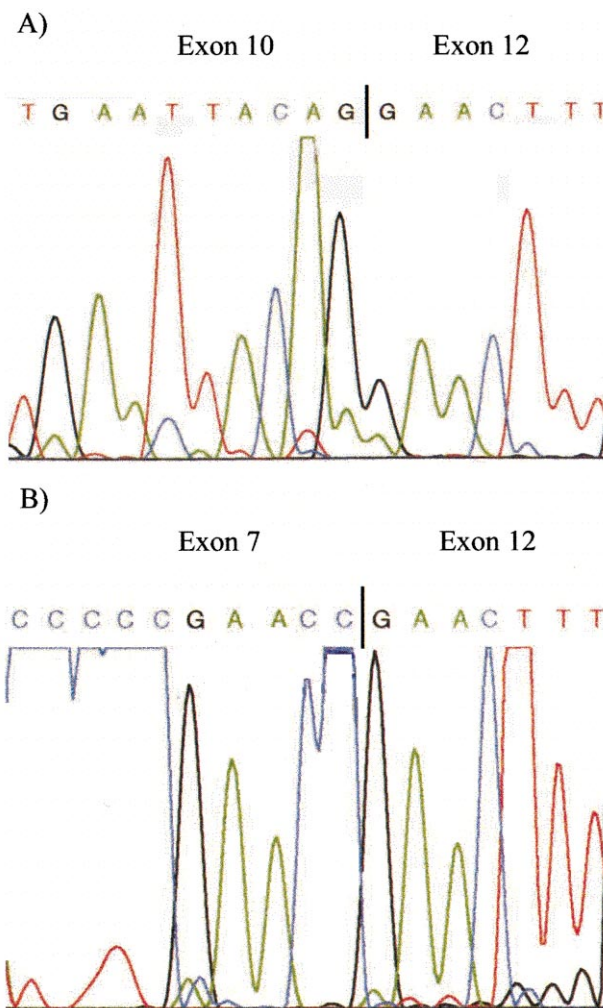 A)
Exon 10 Exon 12
T G A A T T A C A G G A A C T T T
B)
Exon 7 Exon 12
C C C C C G A A C C G A A C T T T